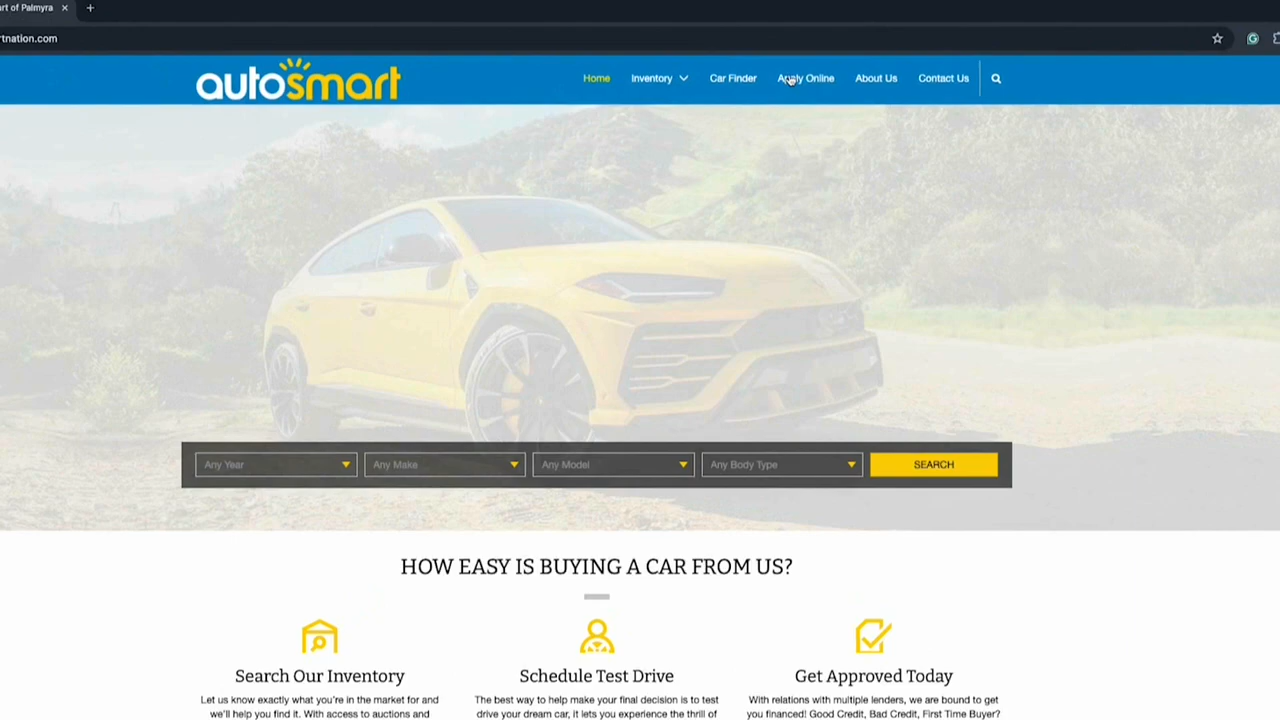 rt of Palmyra
rtnation.com
autosmart
Home Inventory Car Finder Apply Online About Us Contact Us
Any Year Any Make Any Model Any Body Type SEARCH
HOW EASY IS BUYING A CAR FROM US?
Search Our Inventory Schedule Test Drive Get Approved Today
Let us know exactly what you're in the market for and The best way to help make your final decision is to test With relations with multiple lenders, we are bound to get
we'll help you find it. With access to auctions and drive your dream car, it lets you experience the thrill of you financed! Good Credit, Bad Credit, First Time Buyer?